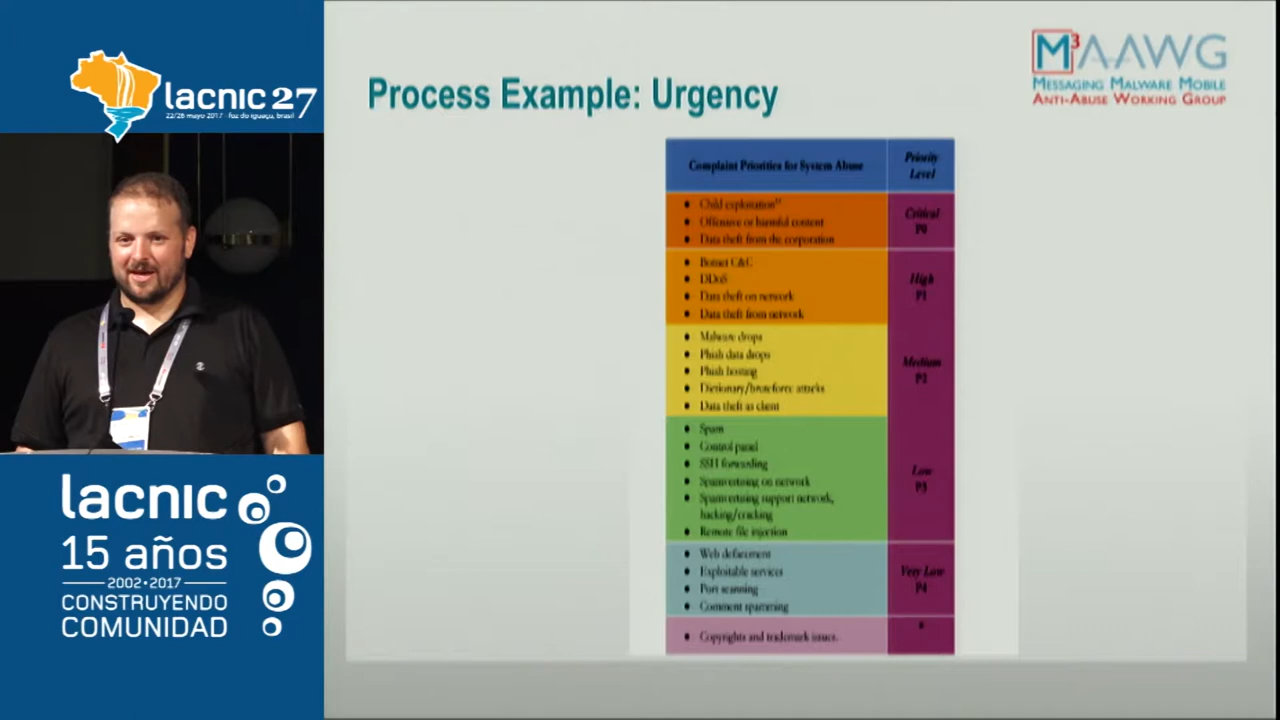 lacnic 27
22/26 mayo 2017 - foz do iguaçu, brasil
lacnic
15 años
2002•2017
CONSTRUYENDO
COMUNIDAD
Process Example: Urgency
M3AAWG
MESSAGING MALWARE MOBILE
ANTI-ABUSE WORKING GROUP
Complaint Priorities for System Abuse
Priority
Level
• Child exploitation
• Offensive or harmful content
• Data theft from the corporation
Critical
P0
• Botnet C&C
• DDoS
• Data theft on network
• Data theft from network
High
P1
• Malware drops
• Phish data drops
• Phish hosting
• Dictionary/bruteforce attacks
• Data theft as client
Medium
P2
• Spam
• Control panel
• SSH forwarding
• Spamvertising on network
• Spamvertising support network,
hacking/cracking
• Remote file injection
Low
P3
• Web defacement
• Exploitable services
• Port scanning
• Comment spamming
Very Low
P4
• Copyrights and trademark issues.